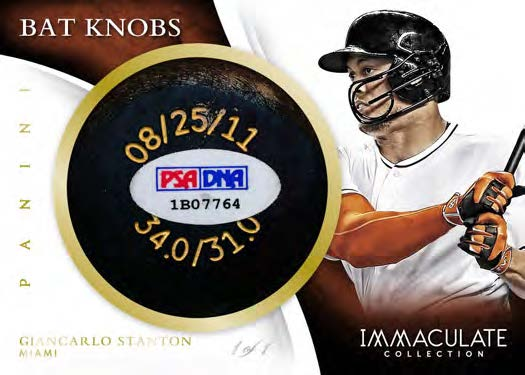 BAT KNOBS
PANINI
08/25/11
PSA DNA
1B07764
34.0/31.0
GIANCARLO STANTON
MIAMI
1 of 1
IMMACULATE
COLLECTION